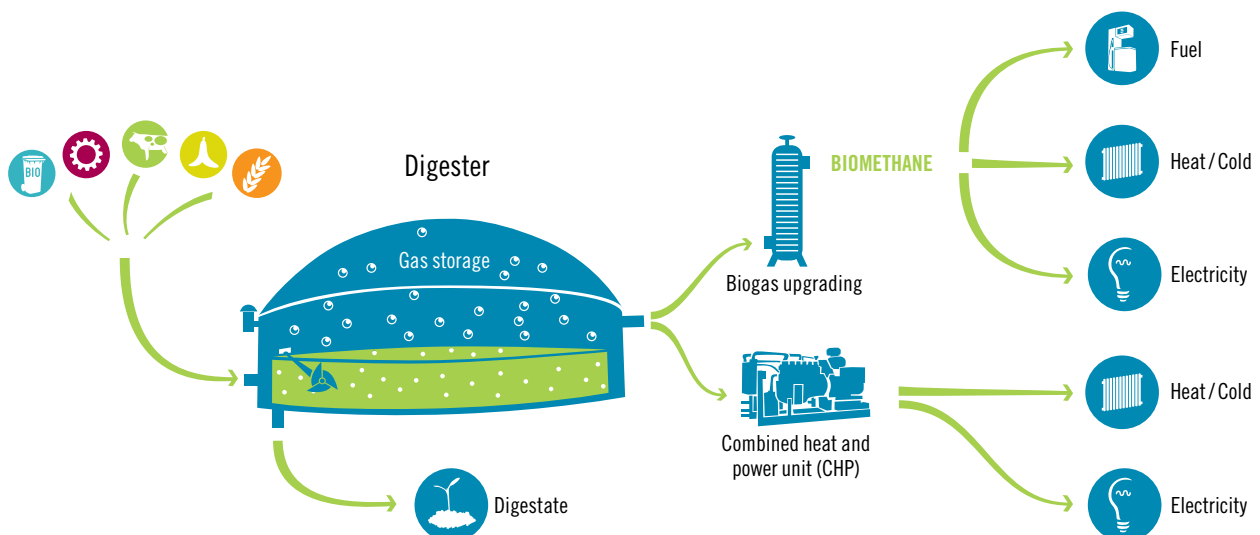 BIO
Digester
Gas storage
Digestate
Biogas upgrading
BIOMETHANE
Combined heat and
power unit (CHP)
Fuel
Heat / Cold
Electricity
Heat / Cold
Electricity